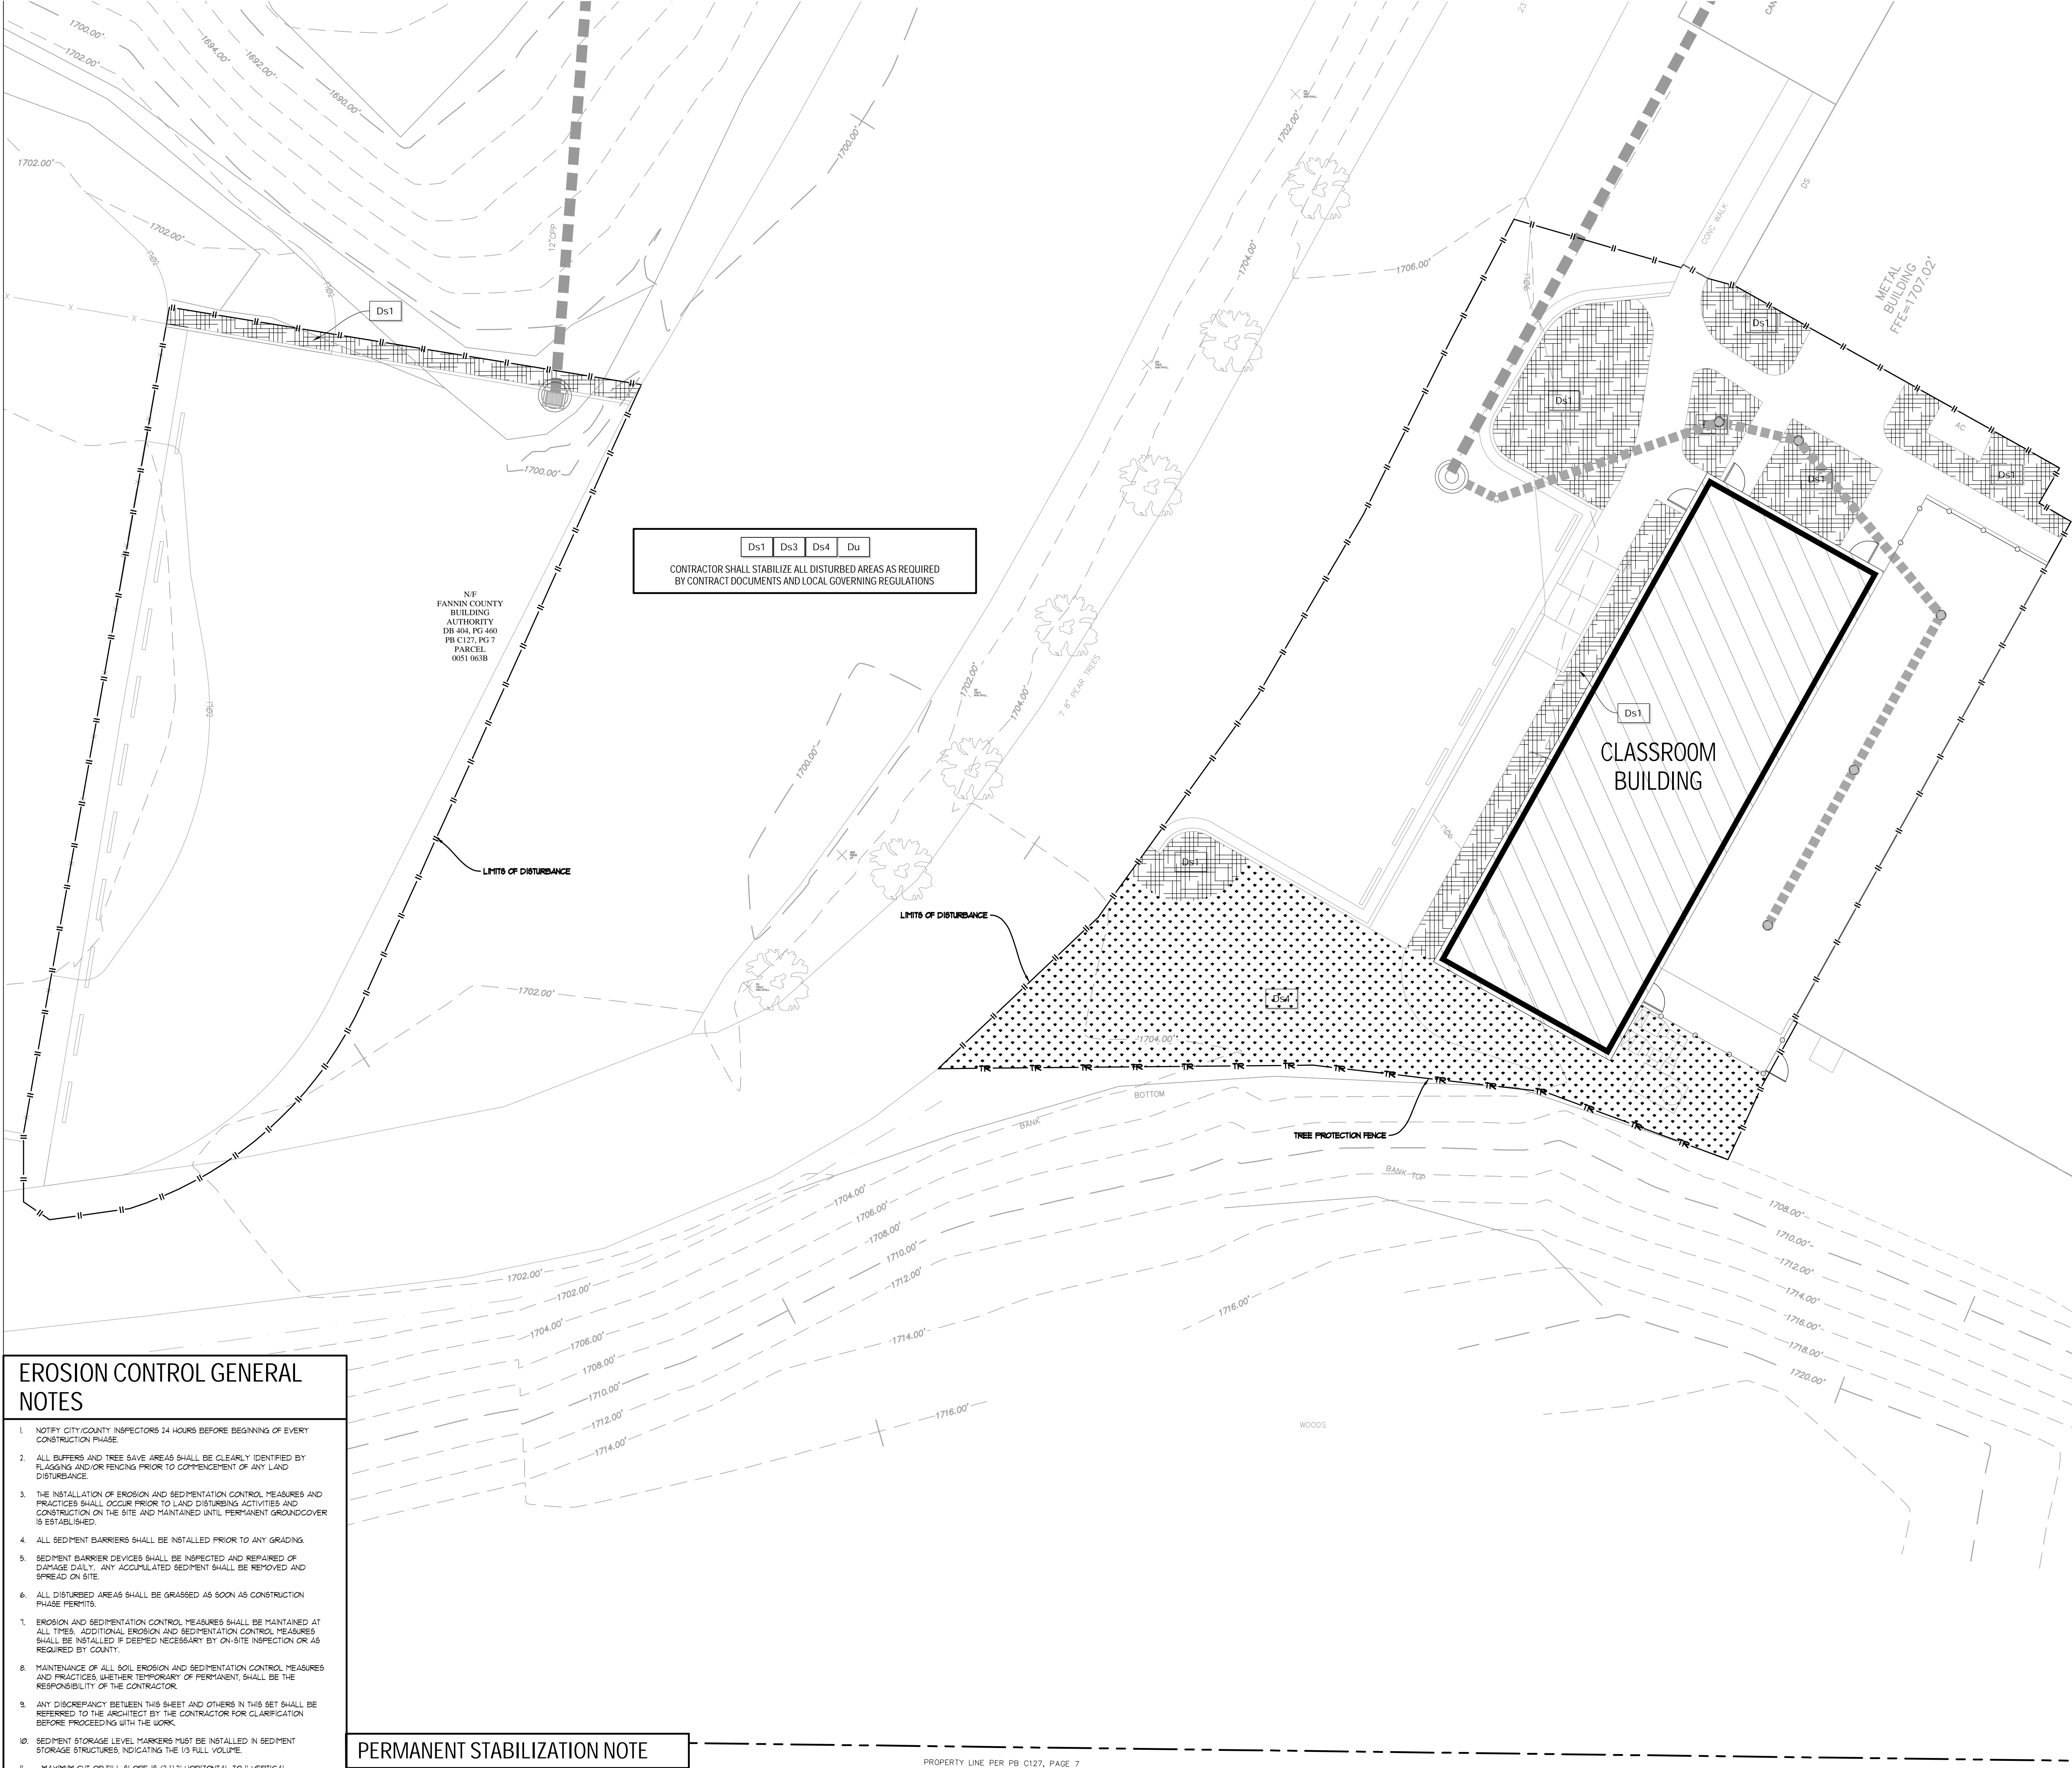 1700.00'
1702.00'
1694.00'
1692.00'
1690.00'
1700.00'
12"CPP
1702.00'
1702.00'
Ds1
1700.00'
1702.00'
1704.00'
1706.00'
CONC WALK
DS
METAL
BUILDING
FFE=1707.02'
Ds1
Ds1
AC
Ds1
Ds1
Ds1 Ds3 Ds4 Du
CONTRACTOR SHALL STABILIZE ALL DISTURBED AREAS AS REQUIRED
BY CONTRACT DOCUMENTS AND LOCAL GOVERNING REGULATIONS
N/F
FANNIN COUNTY
BUILDING
AUTHORITY
DB 404, PG 460
PB C127, PG 7
PARCEL
0051 063B
1702.00'
1704.00'
7 8" PEAR TREES
1700.00'
Ds1
CLASSROOM
BUILDING
LIMITS OF DISTURBANCE
Ds1
LIMITS OF DISTURBANCE
1702.00'
Ds4
1704.00'
TR TR TR TR TR TR TR TR TR TR TR TR TR TR TR
BOTTOM
BANK
TREE PROTECTION FENCE
BANK TOP
1704.00'
1706.00'
1708.00'
1710.00'
1712.00'
1702.00'
1702.00'
1704.00'
1706.00'
1708.00'
1710.00'
1712.00'
1714.00'
1714.00'
1716.00'
1716.00'
1708.00'
1710.00'
1712.00'
1714.00'
1716.00'
1718.00'
1720.00'
WOODS
EROSION CONTROL GENERAL
NOTES
1. NOTIFY CITY/COUNTY INSPECTORS 24 HOURS BEFORE BEGINNING OF EVERY
CONSTRUCTION PHASE.
2. ALL BUFFERS AND TREE SAVE AREAS SHALL BE CLEARLY IDENTIFIED BY
FLAGGING AND/OR FENCING PRIOR TO COMMENCEMENT OF ANY LAND
DISTURBANCE.
3. THE INSTALLATION OF EROSION AND SEDIMENTATION CONTROL MEASURES AND
PRACTICES SHALL OCCUR PRIOR TO LAND DISTURBING ACTIVITIES AND
CONSTRUCTION ON THE SITE AND MAINTAINED UNTIL PERMANENT GROUNDCOVER
IS ESTABLISHED.
4. ALL SEDIMENT BARRIERS SHALL BE INSTALLED PRIOR TO ANY GRADING.
5. SEDIMENT BARRIER DEVICES SHALL BE INSPECTED AND REPAIRED OF
DAMAGE DAILY. ANY ACCUMULATED SEDIMENT SHALL BE REMOVED AND
SPREAD ON SITE.
6. ALL DISTURBED AREAS SHALL BE GRASSED AS SOON AS CONSTRUCTION
PHASE PERMITS.
7. EROSION AND SEDIMENTATION CONTROL MEASURES SHALL BE MAINTAINED AT
ALL TIMES. ADDITIONAL EROSION AND SEDIMENTATION CONTROL MEASURES
SHALL BE INSTALLED IF DEEMED NECESSARY BY ON-SITE INSPECTION OR AS
REQUIRED BY COUNTY.
8. MAINTENANCE OF ALL SOIL EROSION AND SEDIMENTATION CONTROL MEASURES
AND PRACTICES, WHETHER TEMPORARY OF PERMANENT, SHALL BE THE
RESPONSIBILITY OF THE CONTRACTOR.
9. ANY DISCREPANCY BETWEEN THIS SHEET AND OTHERS IN THIS SET SHALL BE
REFERRED TO THE ARCHITECT BY THE CONTRACTOR FOR CLARIFICATION
BEFORE PROCEEDING WITH THE WORK.
10. SEDIMENT STORAGE LEVEL MARKERS MUST BE INSTALLED IN SEDIMENT
STORAGE STRUCTURES, INDICATING THE 1/3 FULL VOLUME.
PERMANENT STABILIZATION NOTE
PROPERTY LINE PER PB C127, PAGE 7